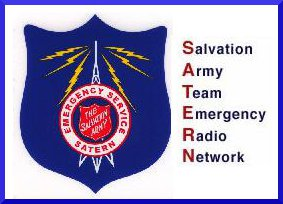 EMERGENCY SERVICE
THE
SALVATION
ARMY
SATERN
Salvation
Army
Team
Emergency
Radio
Network